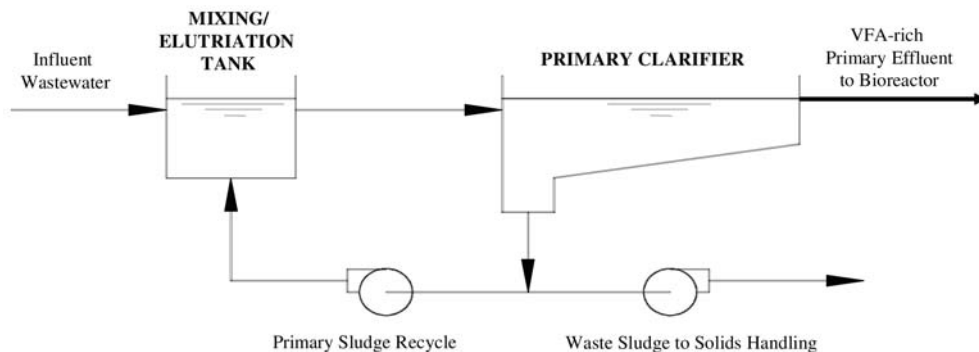 MIXING/
ELUTRIATION
TANK
Influent
Wastewater
PRIMARY CLARIFIER
VFA-rich
Primary Effluent
to Bioreactor
Primary Sludge Recycle
Waste Sludge to Solids Handling